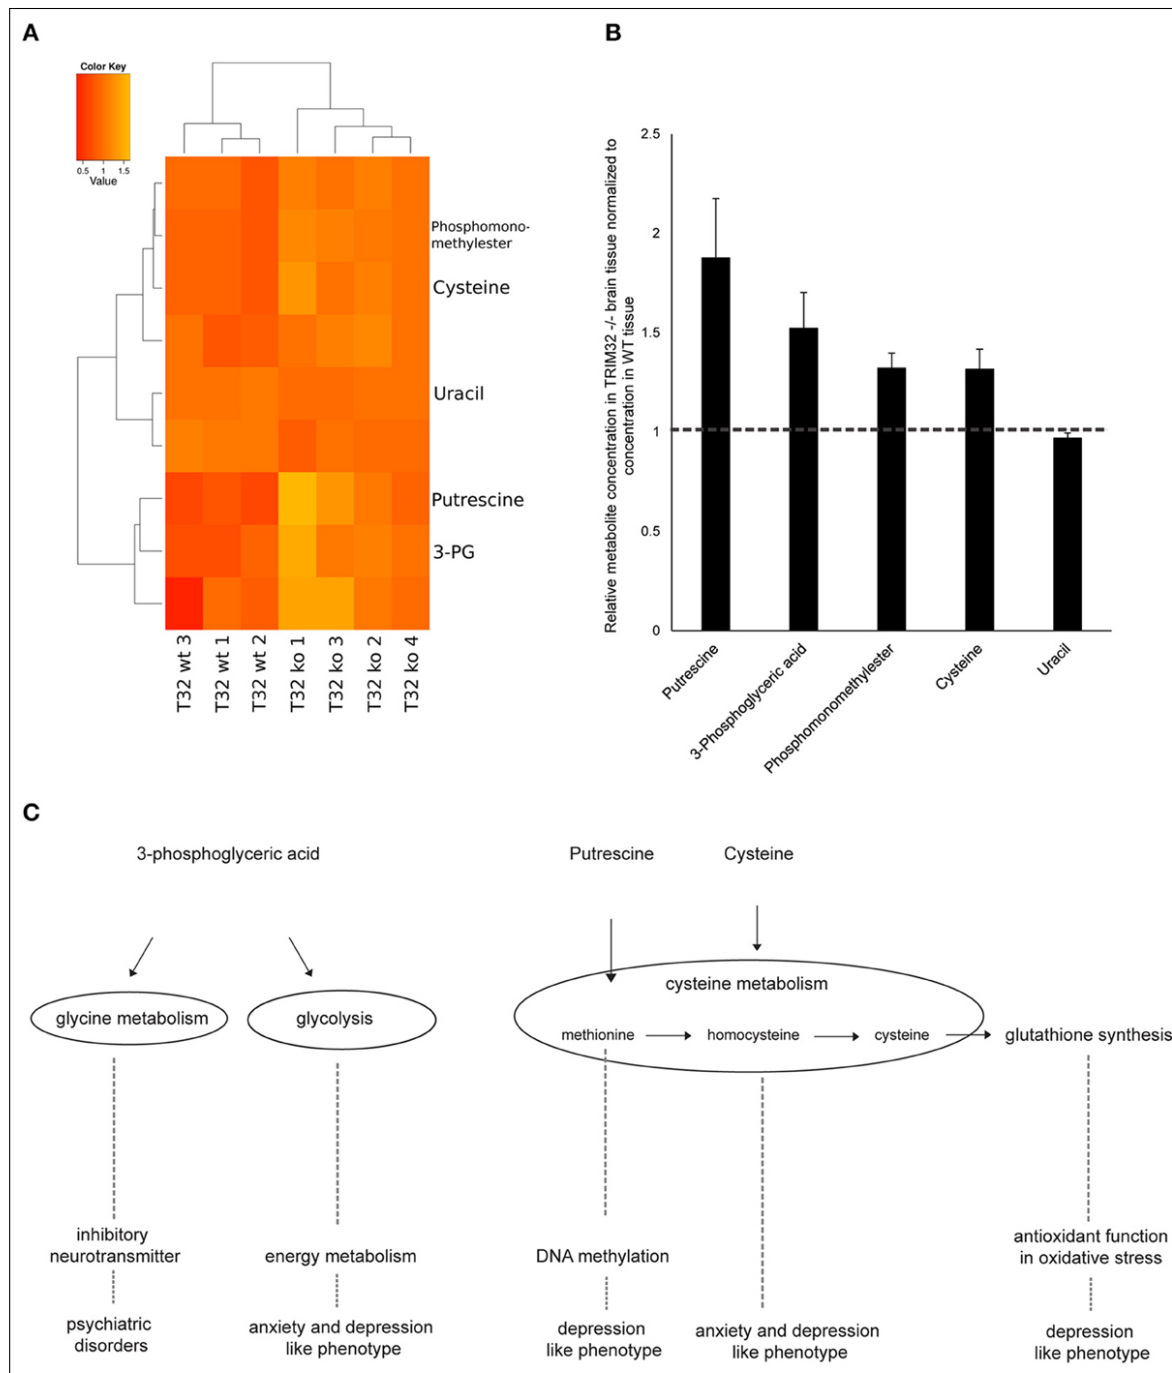 A
Color Key
0.5 1 1.5
Value
Phosphomono-
methylester
Cysteine
Uracil
Putrescine
3-PG
T32 wt 3
T32 wt 1
T32 wt 2
T32 ko 1
T32 ko 3
T32 ko 2
T32 ko 4
B
Relative metabolite concentration in TRIM32 -/- brain tissue normalized to
concentration in WT tissue
2.5
2
1.5
1
0.5
0
Putrescine
3-Phosphoglyceric acid
Phosphomonomethylester
Cysteine
Uracil
C
3-phosphoglyceric acid
Putrescine
Cysteine
glycine metabolism
glycolysis
cysteine metabolism
methionine
homocysteine
cysteine
glutathione synthesis
inhibitory
neurotransmitter
energy metabolism
DNA methylation
antioxidant function
in oxidative stress
psychiatric
disorders
anxiety and depression
like phenotype
depression
like phenotype
anxiety and depression
like phenotype
depression
like phenotype